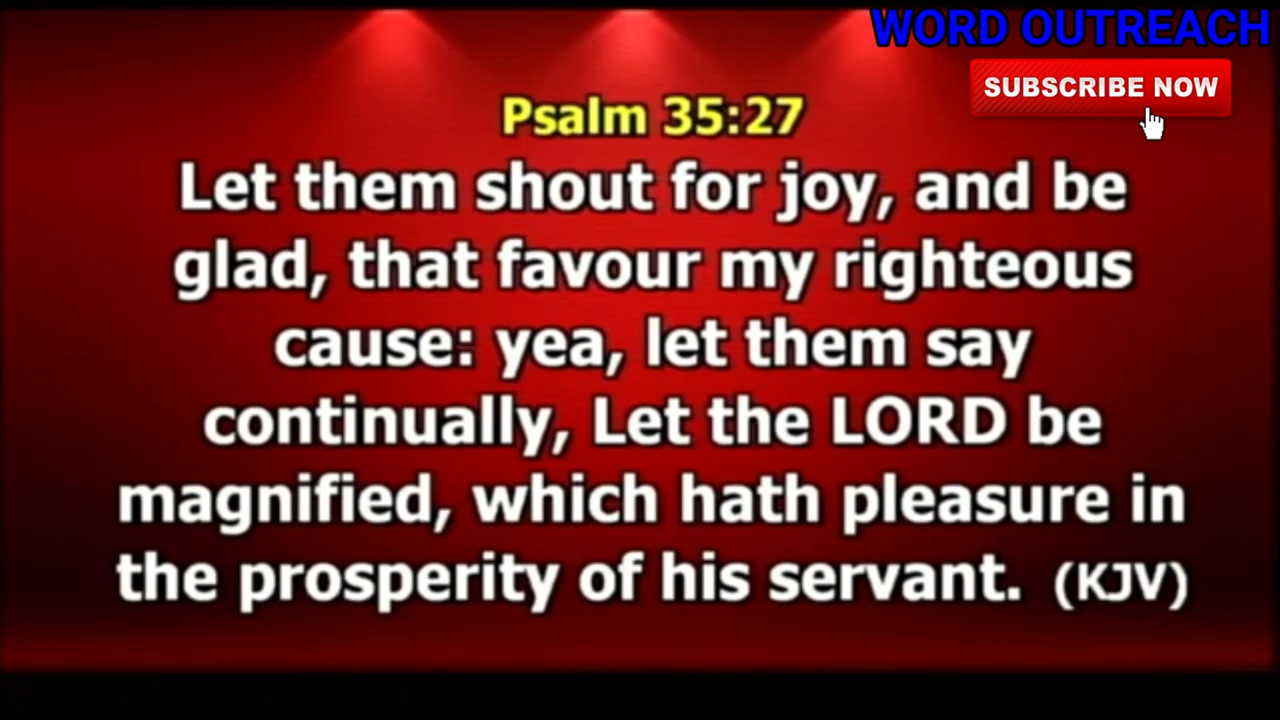 WORD OUTREACH
SUBSCRIBE NOW
Psalm 35:27
Let them shout for joy, and be
glad, that favour my righteous
cause: yea, let them say
continually, Let the LORD be
magnified, which hath pleasure in
the prosperity of his servant. (KJV)